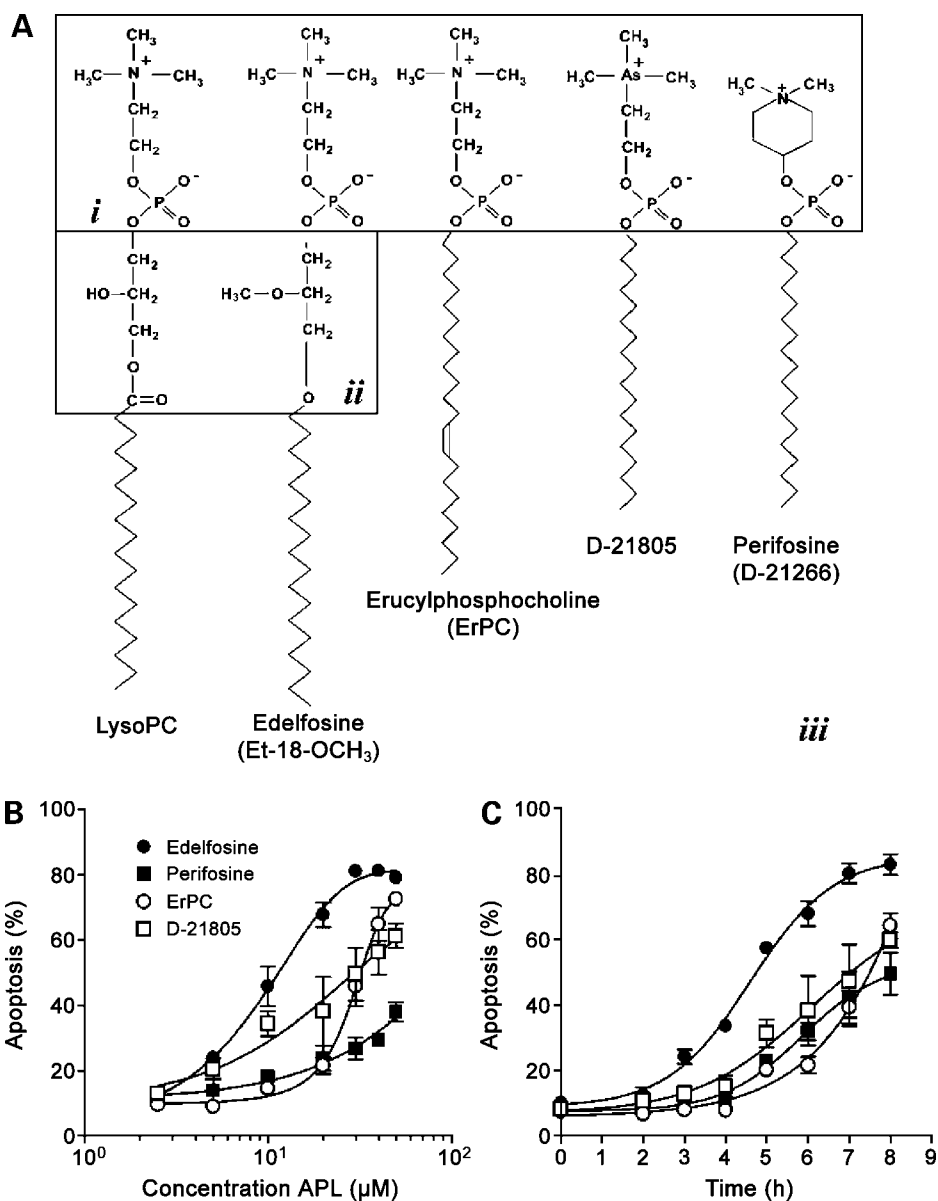 A
CH3 CH3 CH3 CH3
H3C—N+—CH3 H3C—N+—CH3 H3C—N+—CH3 H3C—As+—CH3 H3C N+ CH3
CH2 CH2 CH2 CH2
CH2 CH2 CH2 CH2
O O- O O- O O- O O- O O-
P P P P P
i O O O O O O O O O O
CH2 CH2
HO–CH2 H3C–O–CH2
CH2 CH2
O
C=O O ii
D-21805 Perifosine
(D-21266)
Erucylphosphocholine
(ErPC)
LysoPC Edelfosine
(Et-18-OCH3)
iii
B
100
80
60
40
20
0
Apoptosis (%)
Edelfosine
Perifosine
ErPC
D-21805
10^0 10^1 10^2
Concentration APL (µM)
C
100
80
60
40
20
0
Apoptosis (%)
0 1 2 3 4 5 6 7 8 9
Time (h)